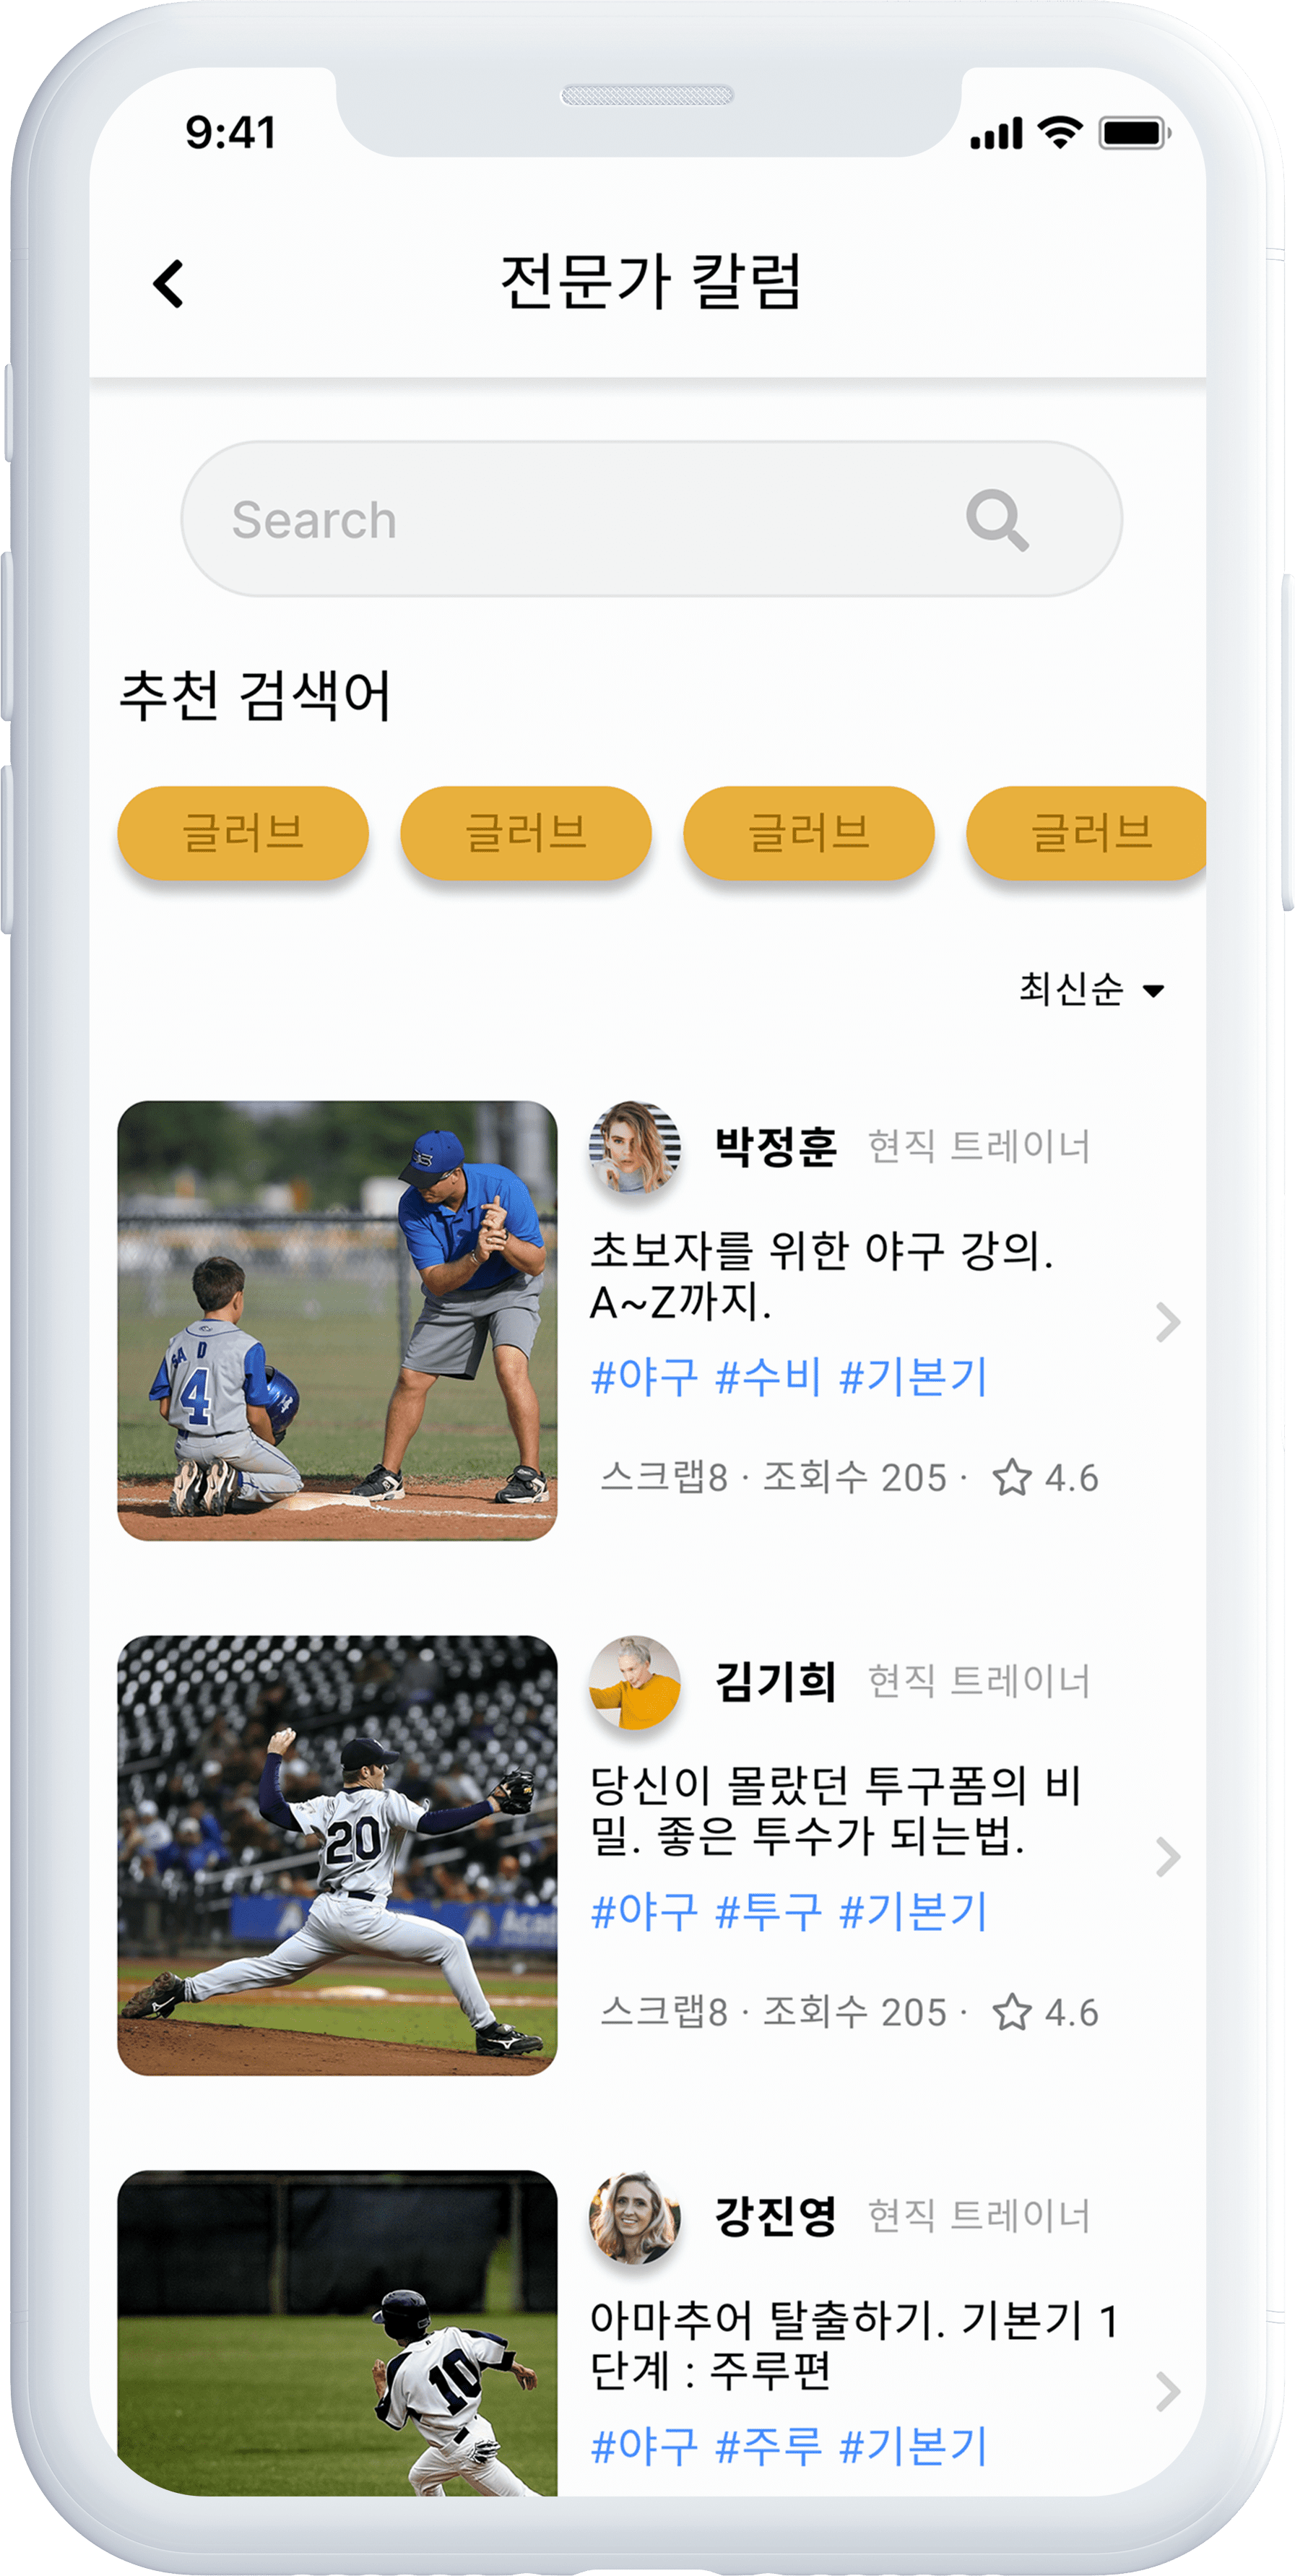 9:41
전문가 칼럼
Search
추천 검색어
글러브 글러브 글러브 글러브
최신순
박정훈 현직 트레이너
초보자를 위한 야구 강의.
A~Z까지.
#야구 #수비 #기본기
스크랩8 · 조회수 205 · 4.6
4
김기희 현직 트레이너
당신이 몰랐던 투구폼의 비
밀. 좋은 투수가 되는법.
#야구 #투구 #기본기
스크랩8 · 조회수 205 · 4.6
20
강진영 현직 트레이너
아마추어 탈출하기. 기본기 1
단계 : 주루편
#야구 #주루 #기본기
10